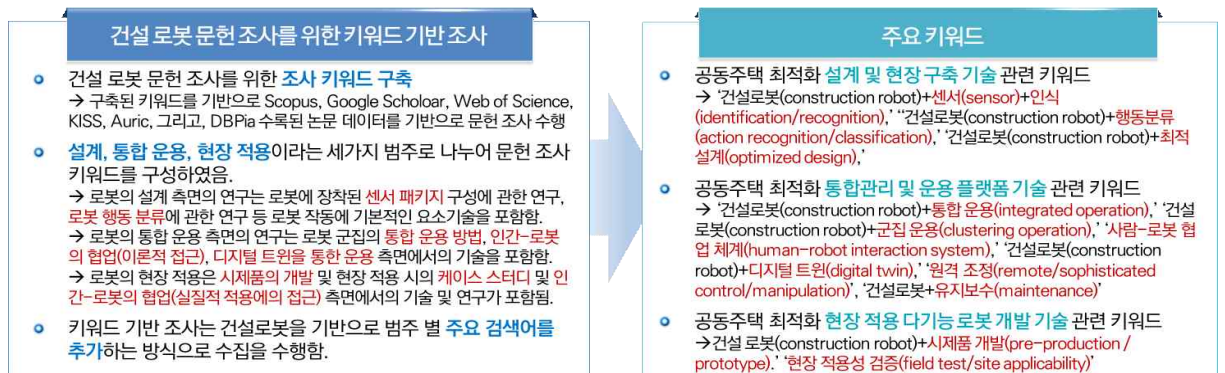 건설 로봇 문헌 조사를 위한 키워드 기반 조사
건설 로봇 문헌 조사를 위한 조사 키워드 구축
→ 구축된 키워드를 기반으로 Scopus, Google Scholoar, Web of Science,
KISS, Auric, 그리고, DBPia 수록된 논문 데이터를 기반으로 문헌 조사 수행
설계, 통합 운용, 현장 적용이라는 세가지 범주로 나누어 문헌 조사
키워드를 구성하였음.
→ 로봇의 설계 측면의 연구는 로봇에 장착된 센서 패키지 구성에 관한 연구,
로봇 행동 분류에 관한 연구 등 로봇 작동에 기본적인 요소기술을 포함함.
→ 로봇의 통합 운용 측면의 연구는 로봇 군집의 통합 운용 방법, 인간-로봇
의 협업(이론적 접근), 디지털 트윈을 통한 운용 측면에서의 기술을 포함함.
→ 로봇의 현장 적용은 시제품의 개발 및 현장 적용 시의 케이스 스터디 및 인
간-로봇의 협업(실질적 적용에의 접근) 측면에서의 기술 및 연구가 포함됨.
키워드 기반 조사는 건설로봇을 기반으로 범주 별 주요 검색어를
추가하는 방식으로 수집을 수행함.
주요 키워드
공동주택 최적화 설계 및 현장 구축 기술 관련 키워드
→ ‘건설로봇(construction robot)+센서(sensor)+인식
(identification/recognition),’ ‘‘건설로봇(construction robot)+행동분류
(action recognition/classification),’ ‘건설로봇(construction robot)+최적
설계(optimized design),’
공동주택 최적화 통합관리 및 운용 플랫폼 기술 관련 키워드
→ ‘건설로봇(construction robot)+통합 운용(integrated operation),’ ‘건설
로봇(construction robot)+군집 운용(clustering operation),’ ‘사람-로봇 협
업 체계(human-robot interaction system),’ ‘건설로봇(construction
robot)+디지털 트윈(digital twin),’ ‘원격 조정(remote/sophisticated
control/manipulation)’, ‘건설로봇+유지보수(maintenance)’
공동주택 최적화 현장 적용 다기능 로봇 개발 기술 관련 키워드
→건설 로봇(construction robot)+시제품 개발(pre-production /
prototype).’ ‘현장 적용성 검증(field test/site applicability)’